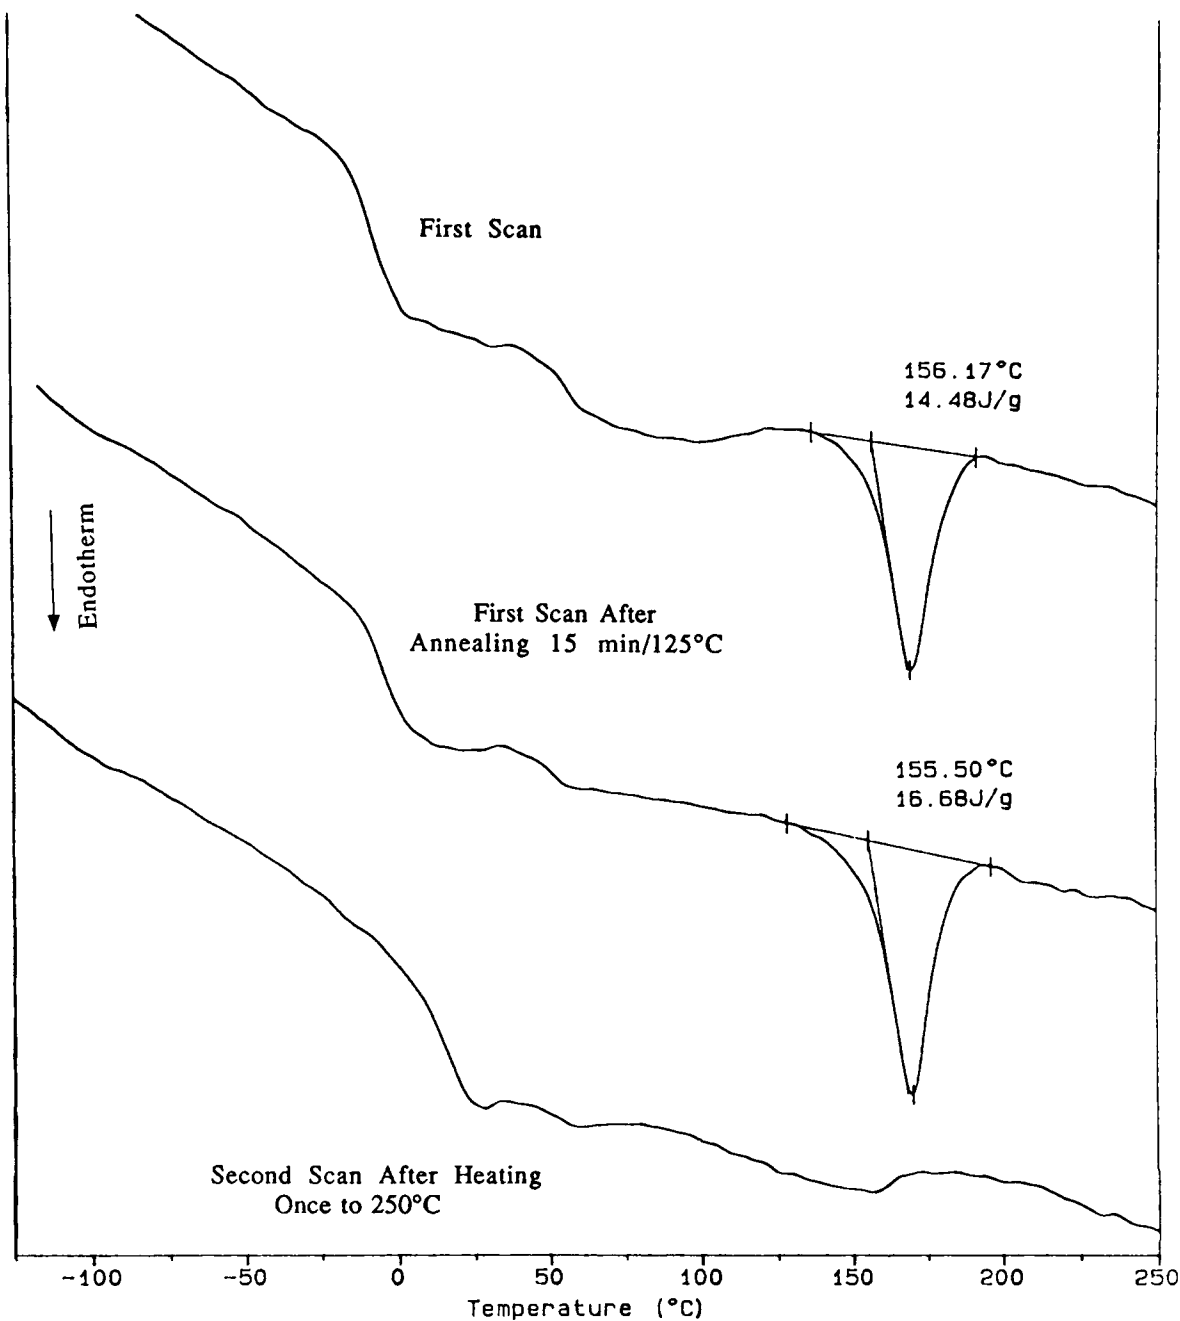 First Scan
156.17°C
14.48J/g
Endotherm
First Scan After
Annealing 15 min/125°C
155.50°C
16.68J/g
Second Scan After Heating
Once to 250°C
-100 -50 0 50 100 150 200 250
Temperature (°C)